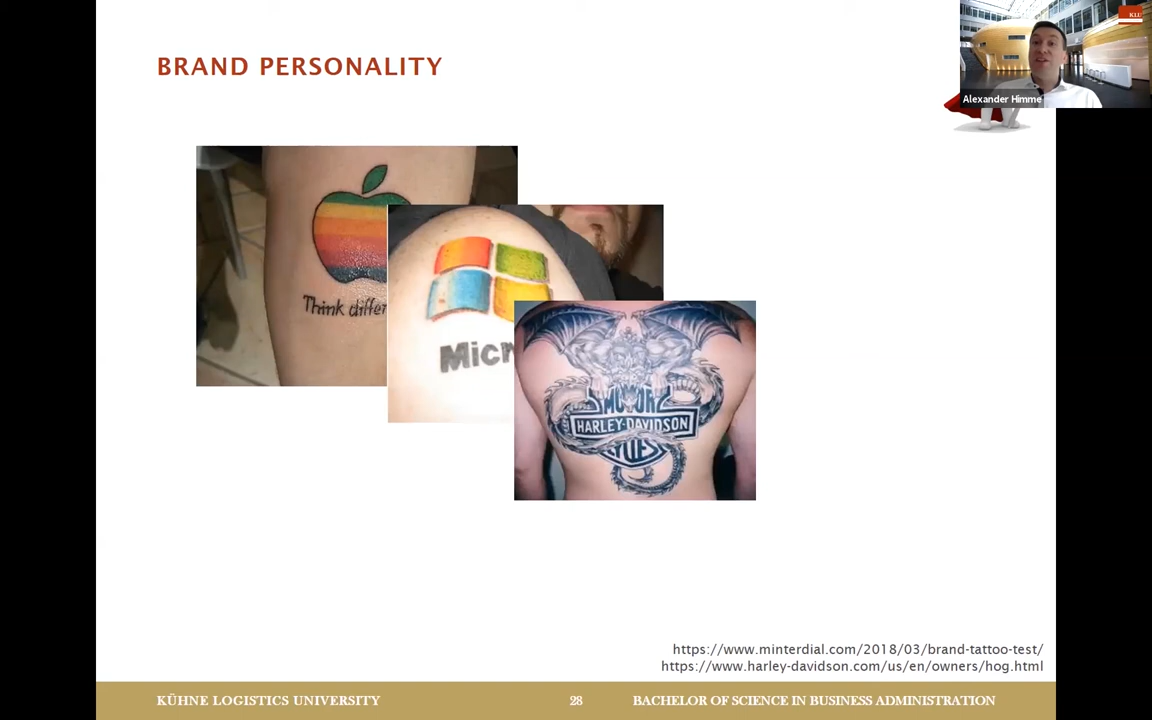 BRAND PERSONALITY
KLU
Alexander Himme
Think differ
Micr
MOTOR
HARLEY-DAVIDSON
https://www.minterdial.com/2018/03/brand-tattoo-test/
https://www.harley-davidson.com/us/en/owners/hog.html
KÜHNE LOGISTICS UNIVERSITY
28
BACHELOR OF SCIENCE IN BUSINESS ADMINISTRATION